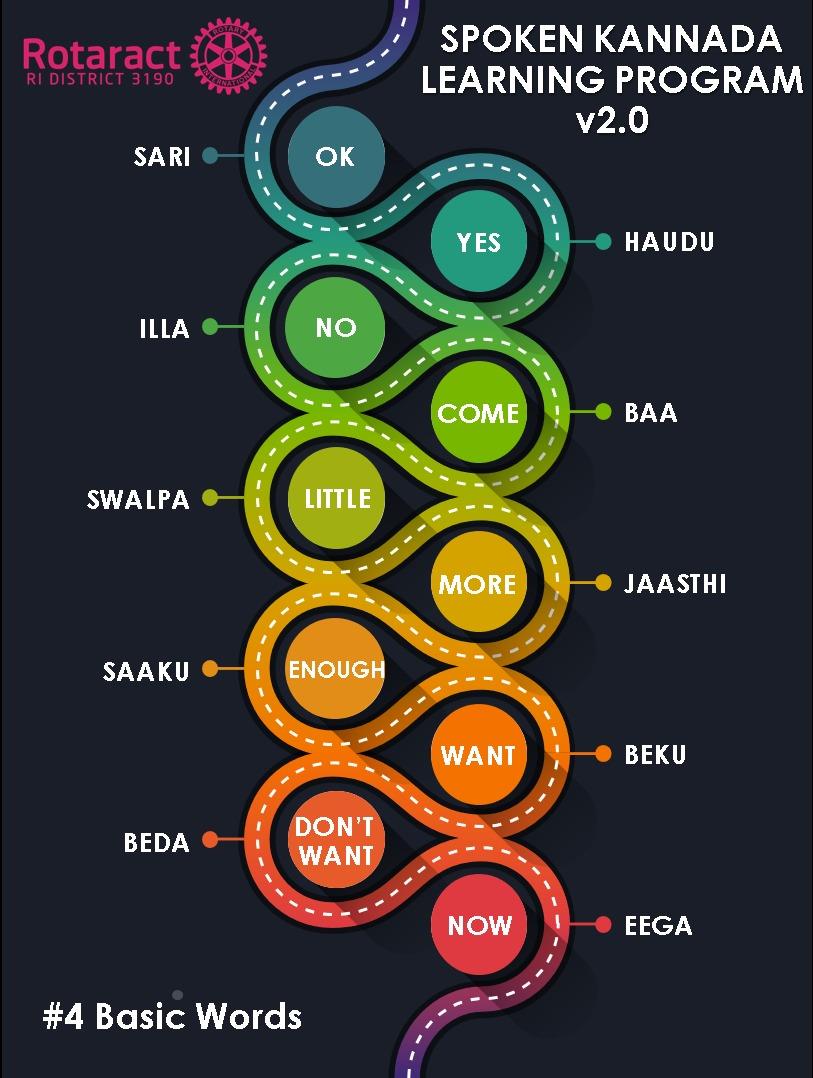 Rotaract
RI DISTRICT 3190
ROTARY
INTERNATIONAL
SPOKEN KANNADA
LEARNING PROGRAM
v2.0
SARI
OK
YES
HAUDU
ILLA
NO
COME
BAA
SWALPA
LITTLE
MORE
JAASTHI
SAAKU
ENOUGH
WANT
BEKU
BEDA
DON'T
WANT
NOW
EEGA
#4 Basic Words